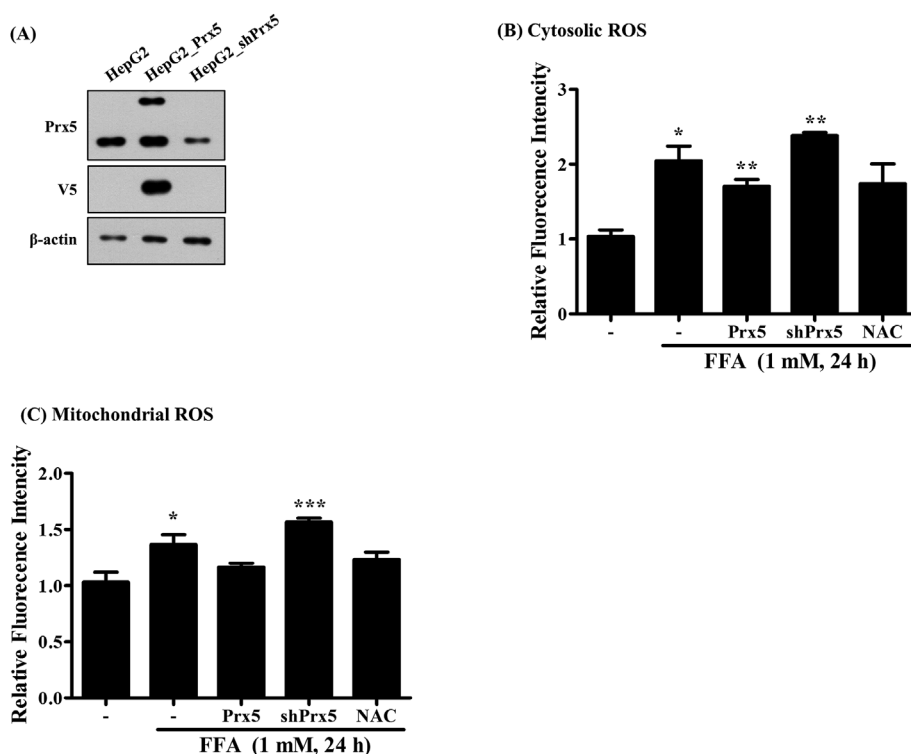 (A)
HepG2
HepG2_Prx5
HepG2_shPrx5
Prx5
V5
β-actin
(B) Cytosolic ROS
Relative Fluorecence Intencity
3
2
1
0
*
**
**
- - Prx5 shPrx5 NAC
FFA (1 mM, 24 h)
(C) Mitochondrial ROS
Relative Fluorecence Intencity
2.0
1.5
1.0
0.5
0.0
*
***
- - Prx5 shPrx5 NAC
FFA (1 mM, 24 h)